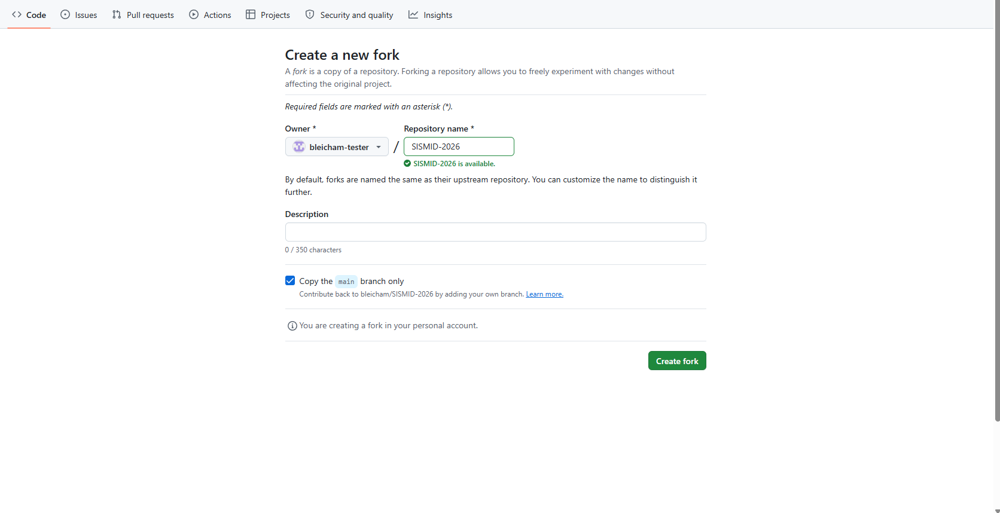 Code Issues Pull requests Actions Projects Security and quality Insights
Create a new fork
A fork is a copy of a repository. Forking a repository allows you to freely experiment with changes without
affecting the original project.
Required fields are marked with an asterisk (*).
Owner * Repository name *
bleicham-tester / SISMID-2026
SISMID-2026 is available.
By default, forks are named the same as their upstream repository. You can customize the name to distinguish it
further.
Description
0 / 350 characters
Copy the main branch only
Contribute back to bleicham/SISMID-2026 by adding your own branch. Learn more.
You are creating a fork in your personal account.
Create fork